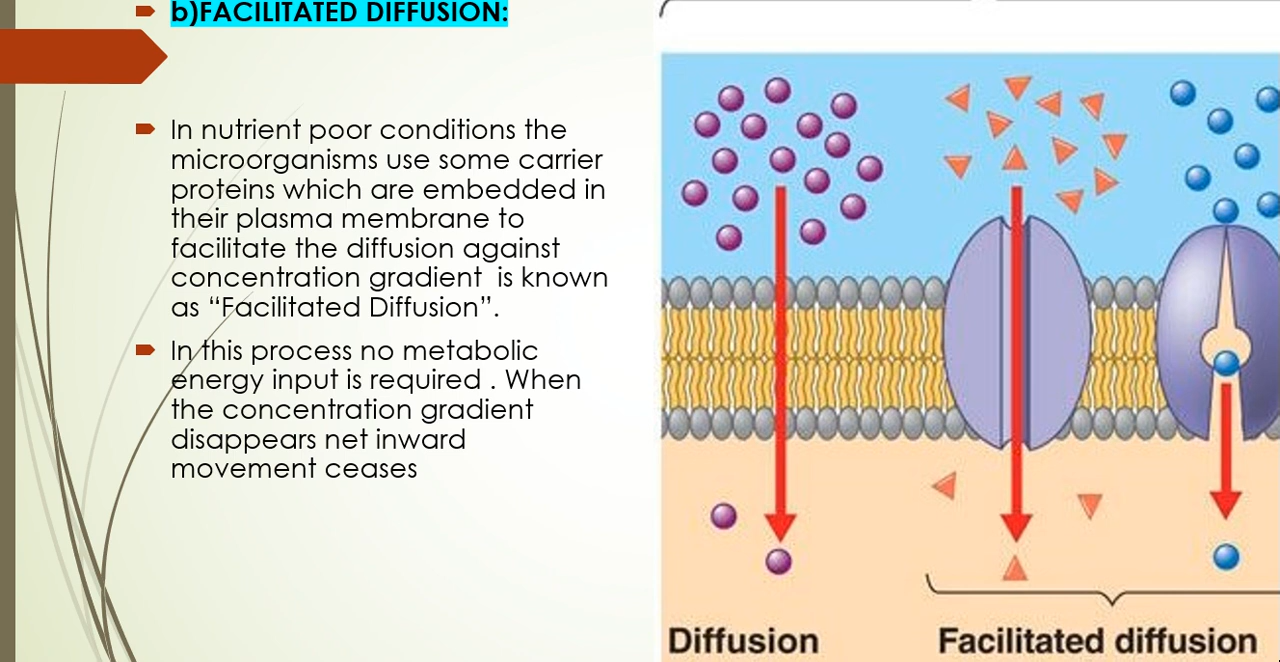 b)FACILITATED DIFFUSION:
In nutrient poor conditions the
microorganisms use some carrier
proteins which are embedded in
their plasma membrane to
facilitate the diffusion against
concentration gradient  is known
as “Facilitated Diffusion”.
In this process no metabolic
energy input is required . When
the concentration gradient
disappears net inward
movement ceases
Diffusion
Facilitated diffusion